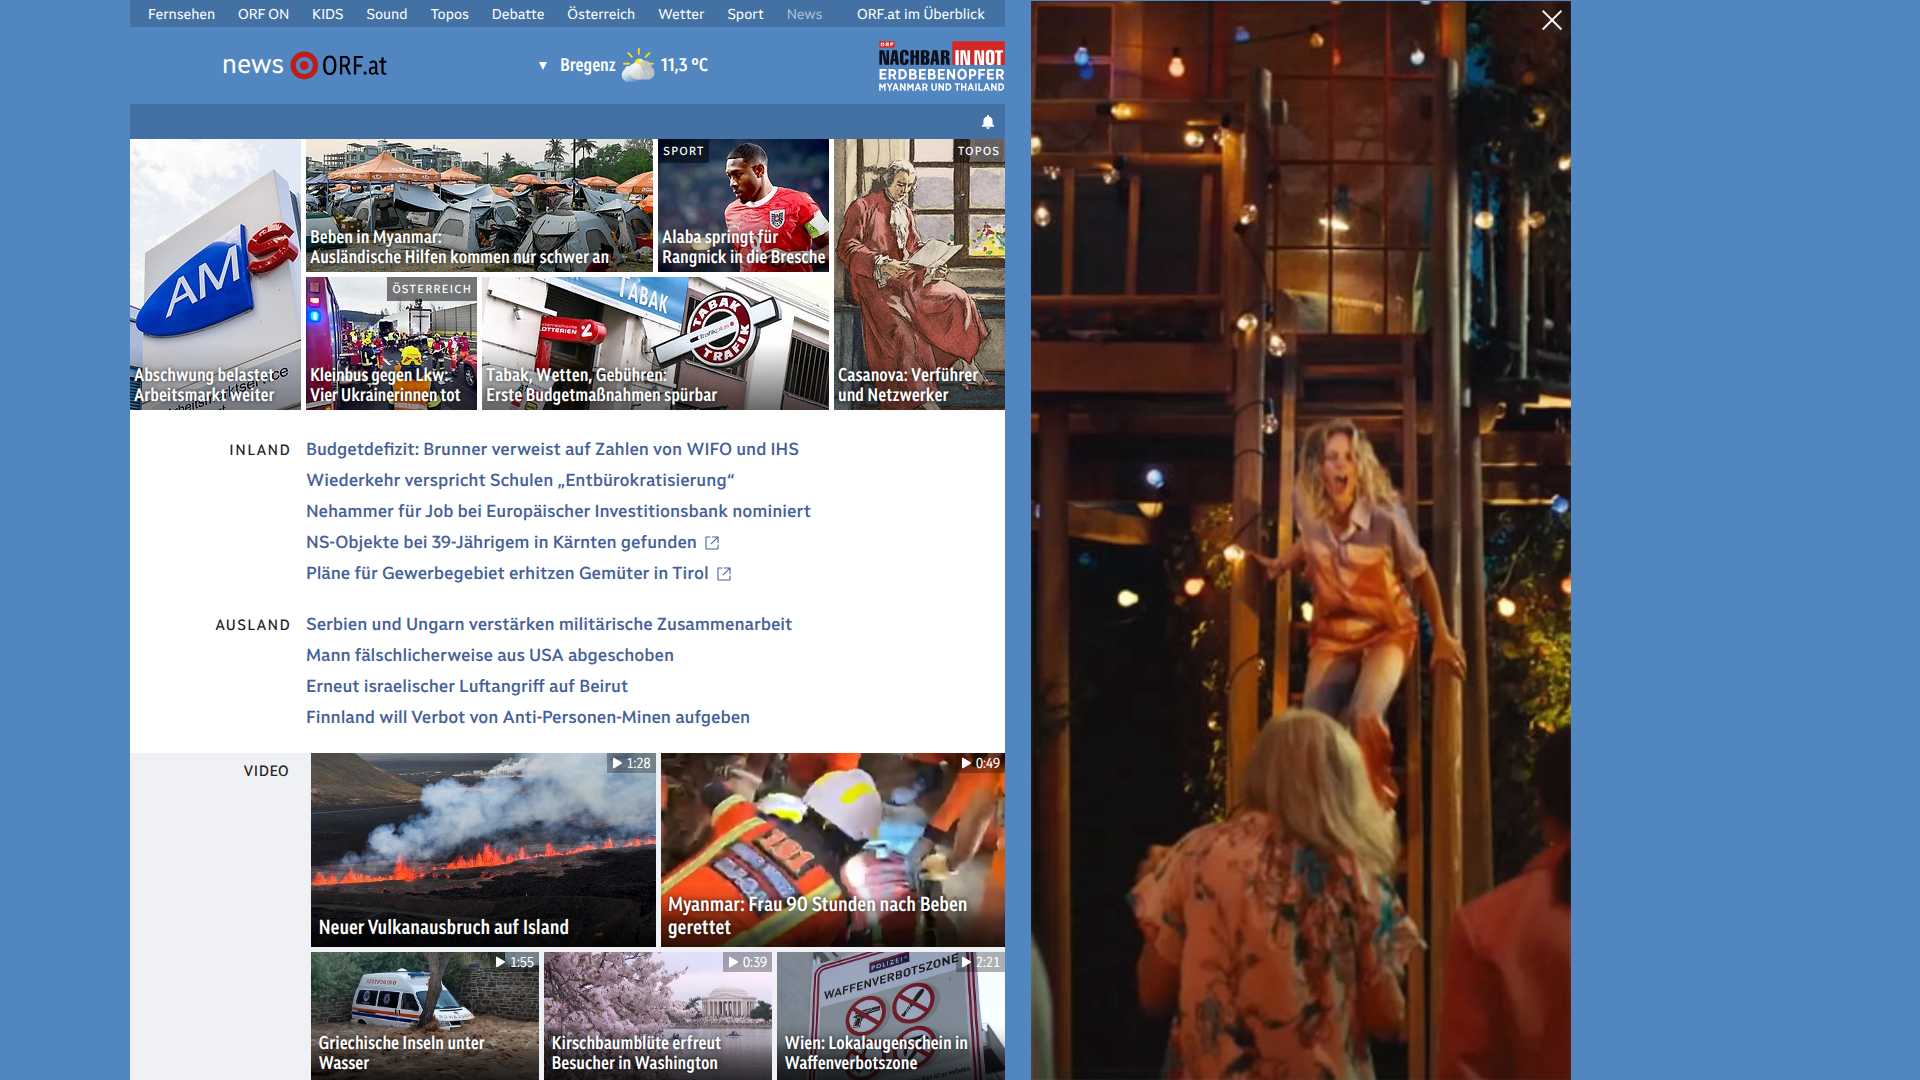 Fernsehen ORF ON KIDS Sound Topos Debatte Österreich Wetter Sport News ORF.at im Überblick
news ORF.at
▼ Bregenz 11,3 °C
ORF
NACHBAR IN NOT
ERDBEBENOPFER
MYANMAR UND THAILAND
AMS
Abschwung belastet
Arbeitsmarkt weiter
Beben in Myanmar:
Ausländische Hilfen kommen nur schwer an
SPORT
Alaba springt für
Rangnick in die Bresche
TOPOS
Casanova: Verführer
und Netzwerker
ÖSTERREICH
Kleinbus gegen Lkw:
Vier Ukrainerinnen tot
TABAK
TABAK
TRAFIK
Tabak, Wetten, Gebühren:
Erste Budgetmaßnahmen spürbar
INLAND
Budgetdefizit: Brunner verweist auf Zahlen von WIFO und IHS
Wiederkehr verspricht Schulen „Entbürokratisierung“
Nehammer für Job bei Europäischer Investitionsbank nominiert
NS-Objekte bei 39-Jährigem in Kärnten gefunden
Pläne für Gewerbegebiet erhitzen Gemüter in Tirol
AUSLAND
Serbien und Ungarn verstärken militärische Zusammenarbeit
Mann fälschlicherweise aus USA abgeschoben
Erneut israelischer Luftangriff auf Beirut
Finnland will Verbot von Anti-Personen-Minen aufgeben
VIDEO
1:28
Neuer Vulkanausbruch auf Island
0:49
Myanmar: Frau 90 Stunden nach Beben
gerettet
1:55
Griechische Inseln unter
Wasser
0:39
Kirschbaumblüte erfreut
Besucher in Washington
2:21
POLIZEI
WAFFENVERBOTSZONE
Wien: Lokalaugenschein in
Waffenverbotszone